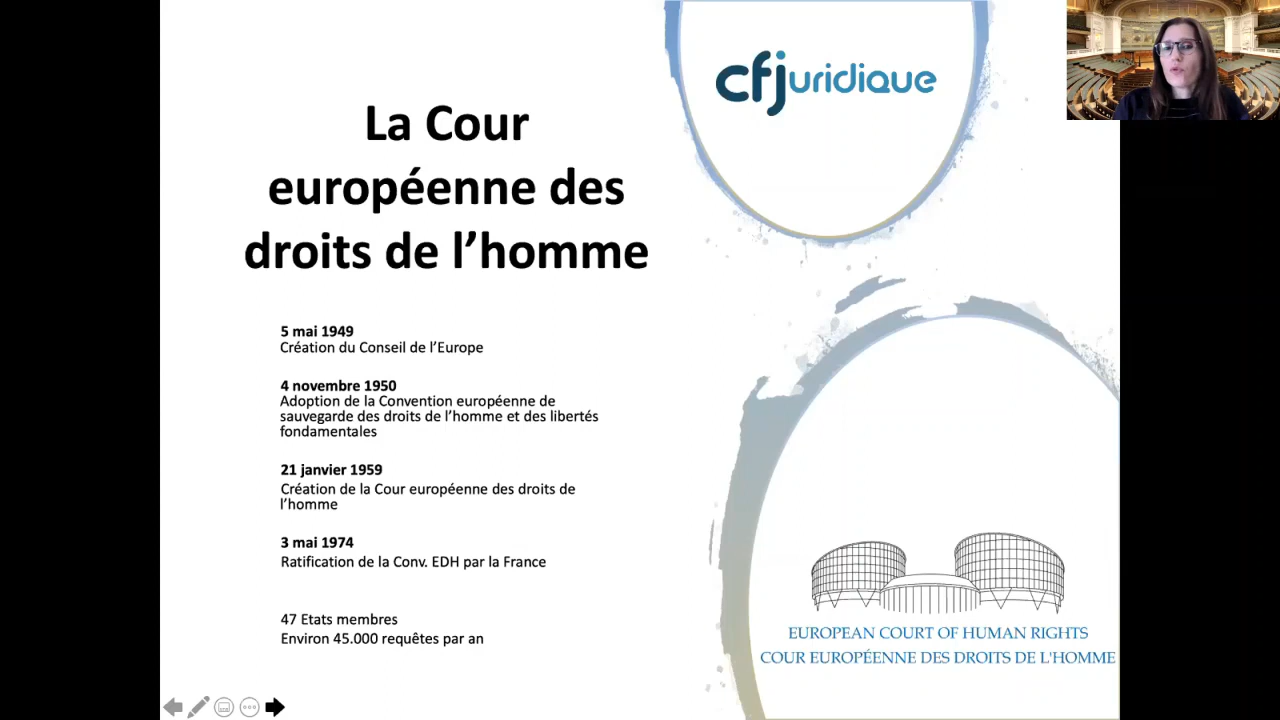 cfjuridique
La Cour
européenne des
droits de l’homme
5 mai 1949
Création du Conseil de l’Europe
4 novembre 1950
Adoption de la Convention européenne de
sauvegarde des droits de l’homme et des libertés
fondamentales
21 janvier 1959
Création de la Cour européenne des droits de
l’homme
3 mai 1974
Ratification de la Conv. EDH par la France
47 Etats membres
Environ 45.000 requêtes par an
EUROPEAN COURT OF HUMAN RIGHTS
COUR EUROPÉENNE DES DROITS DE L'HOMME